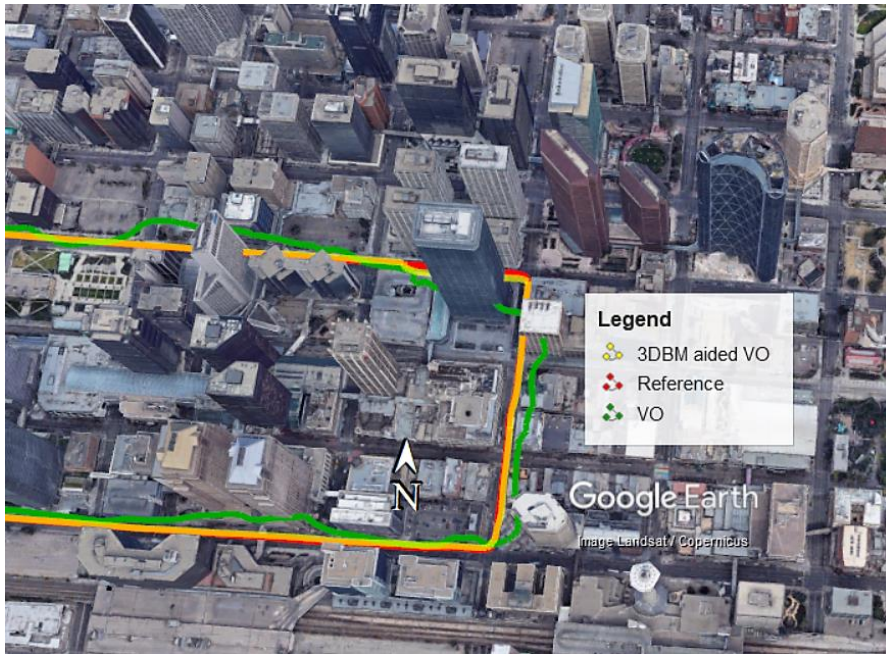 Legend
3DBM aided VO
Reference
VO
N
Google Earth
Image Landsat / Copernicus